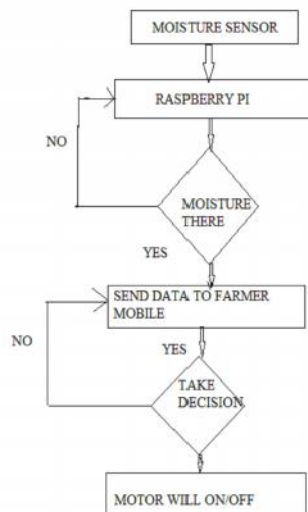 MOISTURE SENSOR
RASPBERRY PI
NO
MOISTURE
THERE
YES
SEND DATA TO FARMER
MOBILE
NO
YES
TAKE
DECISION
MOTOR WILL ON/OFF